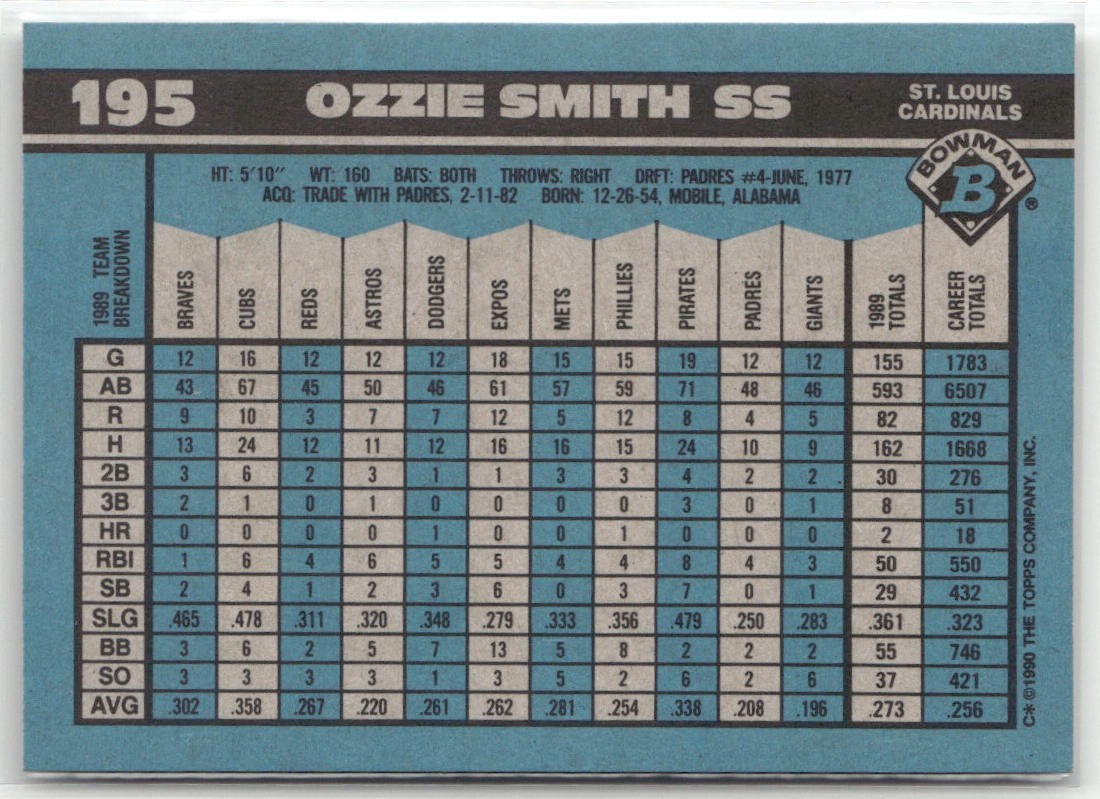 195 OZZIE SMITH SS ST. LOUIS
CARDINALS
BOWMAN
B
®
HT: 5'10" WT: 160 BATS: BOTH THROWS: RIGHT DRFT: PADRES #4-JUNE, 1977
ACQ: TRADE WITH PADRES, 2-11-82 BORN: 12-26-54, MOBILE, ALABAMA
1989 TEAM BREAKDOWN BRAVES CUBS REDS ASTROS DODGERS EXPOS METS PHILLIES PIRATES PADRES GIANTS 1989 TOTALS CAREER TOTALS
G 12 16 12 12 12 18 15 15 19 12 12 155 1783
AB 43 67 45 50 46 61 57 59 71 48 46 593 6507
R 9 10 3 7 7 12 5 12 8 4 5 82 829
H 13 24 12 11 12 16 16 15 24 10 9 162 1668
2B 3 6 2 3 1 1 3 3 4 2 2 30 276
3B 2 1 0 1 0 0 0 0 3 0 1 8 51
HR 0 0 0 0 1 0 0 1 0 0 0 2 18
RBI 1 6 4 6 5 5 4 4 8 4 3 50 550
SB 2 4 1 2 3 6 0 3 7 0 1 29 432
SLG .465 .478 .311 .320 .348 .279 .333 .356 .479 .250 .283 .361 .323
BB 3 6 2 5 7 13 5 8 2 2 2 55 746
SO 3 3 3 3 1 3 5 2 6 2 6 37 421
AVG .302 .358 .267 .220 .261 .262 .281 .254 .338 .208 .196 .273 .256
C* ©1990 THE TOPPS COMPANY, INC.